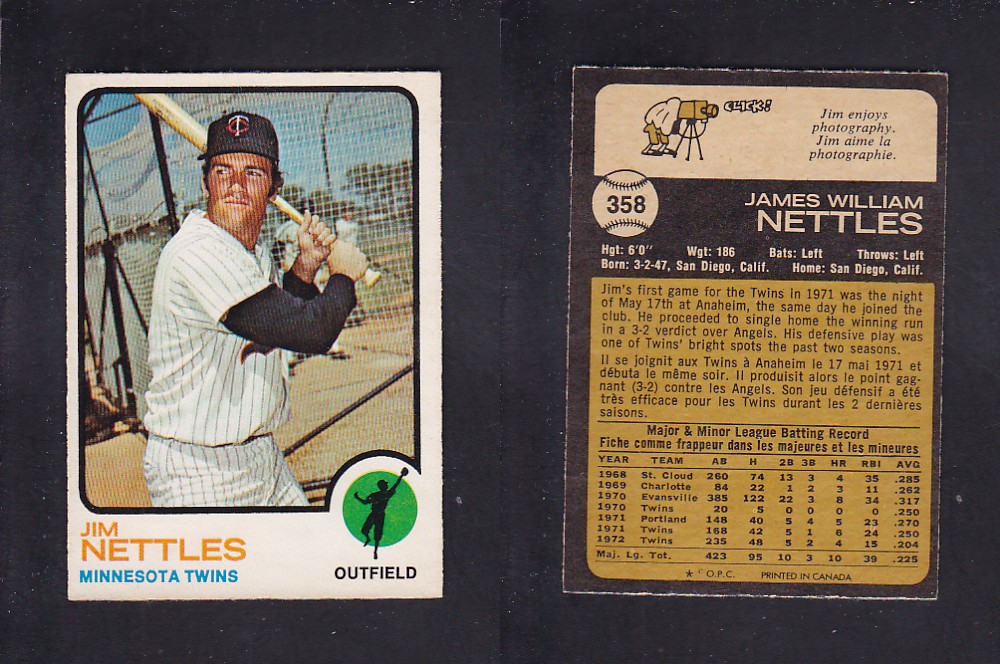 JIM
NETTLES
MINNESOTA TWINS
OUTFIELD
CLICK!
Jim enjoys
photography.
Jim aime la
photographie.
358
JAMES WILLIAM
NETTLES
Hgt: 6'0" Wgt: 186 Bats: Left Throws: Left
Born: 3-2-47, San Diego, Calif. Home: San Diego, Calif.
Jim's first game for the Twins in 1971 was the night
of May 17th at Anaheim, the same day he joined the
club. He proceeded to single home the winning run
in a 3-2 verdict over Angels. His defensive play was
one of Twins' bright spots the past two seasons.
Il se joignit aux Twins à Anaheim le 17 mai 1971 et
débuta le même soir. Il produisit alors le point gag-
nant (3-2) contre les Angels. Son jeu défensif a été
très efficace pour les Twins durant les 2 dernières
saisons.
Major & Minor League Batting Record
Fiche comme frappeur dans les majeures et les mineures
YEAR TEAM AB H 2B 3B HR RBI AVG
1968 St. Cloud 260 74 13 3 4 35 .285
1969 Charlotte 84 22 1 2 3 11 .262
1970 Evansville 385 122 22 3 8 34 .317
1970 Twins 20 5 0 0 0 0 .250
1971 Portland 148 40 5 4 5 23 .270
1971 Twins 168 42 5 1 6 24 .250
1972 Twins 235 48 5 2 4 15 .204
Maj. Lg. Tot. 423 95 10 3 10 39 .225
* © O.P.C. PRINTED IN CANADA